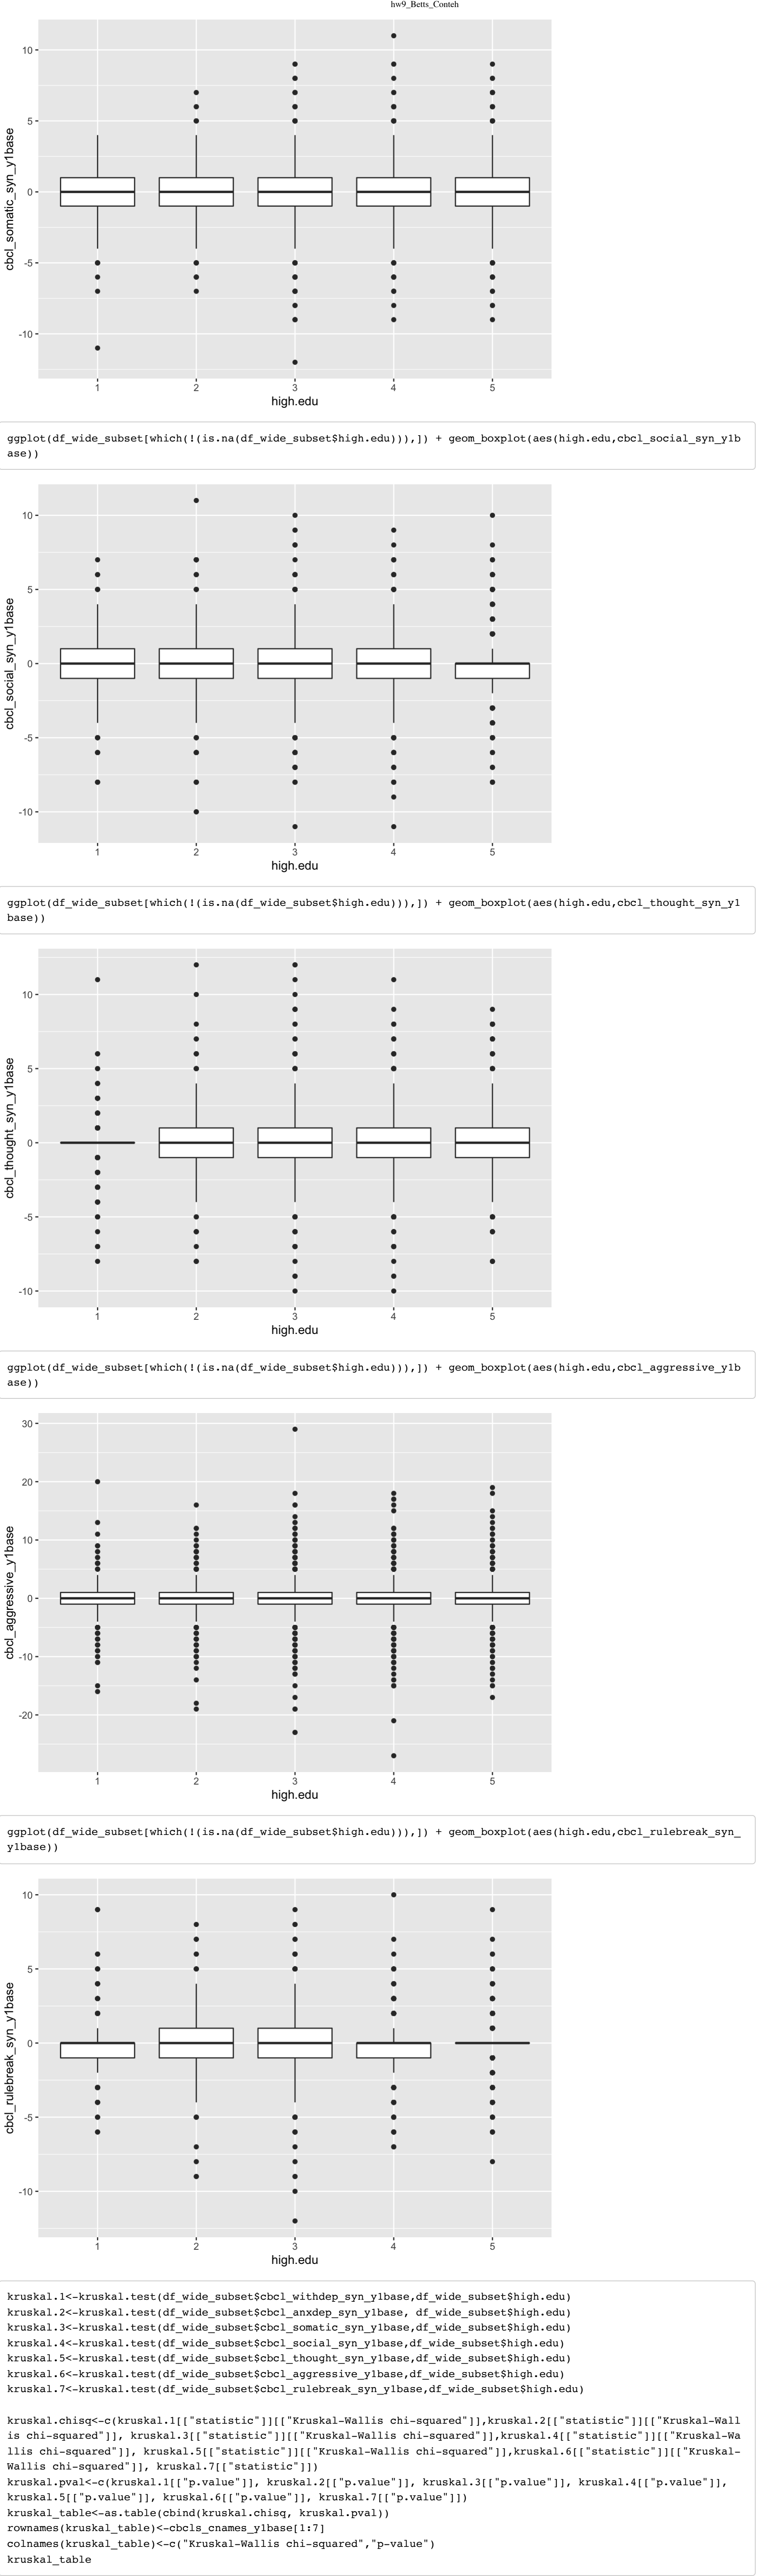 hw9_Betts_Conteh
10
5
0
-5
-10
cbcl_somatic_syn_y1base
1 2 3 4 5
high.edu
ggplot(df_wide_subset[which(!(is.na(df_wide_subset$high.edu))),]) + geom_boxplot(aes(high.edu,cbcl_social_syn_y1b
ase))
10
5
0
-5
-10
cbcl_social_syn_y1base
1 2 3 4 5
high.edu
ggplot(df_wide_subset[which(!(is.na(df_wide_subset$high.edu))),]) + geom_boxplot(aes(high.edu,cbcl_thought_syn_y1
base))
10
5
0
-5
-10
cbcl_thought_syn_y1base
1 2 3 4 5
high.edu
ggplot(df_wide_subset[which(!(is.na(df_wide_subset$high.edu))),]) + geom_boxplot(aes(high.edu,cbcl_aggressive_y1b
ase))
30
20
10
0
-10
-20
cbcl_aggressive_y1base
1 2 3 4 5
high.edu
ggplot(df_wide_subset[which(!(is.na(df_wide_subset$high.edu))),]) + geom_boxplot(aes(high.edu,cbcl_rulebreak_syn_
y1base))
10
5
0
-5
-10
cbcl_rulebreak_syn_y1base
1 2 3 4 5
high.edu
kruskal.1<-kruskal.test(df_wide_subset$cbcl_withdep_syn_y1base,df_wide_subset$high.edu)
kruskal.2<-kruskal.test(df_wide_subset$cbcl_anxdep_syn_y1base, df_wide_subset$high.edu)
kruskal.3<-kruskal.test(df_wide_subset$cbcl_somatic_syn_y1base,df_wide_subset$high.edu)
kruskal.4<-kruskal.test(df_wide_subset$cbcl_social_syn_y1base,df_wide_subset$high.edu)
kruskal.5<-kruskal.test(df_wide_subset$cbcl_thought_syn_y1base,df_wide_subset$high.edu)
kruskal.6<-kruskal.test(df_wide_subset$cbcl_aggressive_y1base,df_wide_subset$high.edu)
kruskal.7<-kruskal.test(df_wide_subset$cbcl_rulebreak_syn_y1base,df_wide_subset$high.edu)
kruskal.chisq<-c(kruskal.1[["statistic"]][["Kruskal-Wallis chi-squared"]],kruskal.2[["statistic"]][["Kruskal-Wall
is chi-squared"]], kruskal.3[["statistic"]][["Kruskal-Wallis chi-squared"]],kruskal.4[["statistic"]][["Kruskal-Wa
llis chi-squared"]], kruskal.5[["statistic"]][["Kruskal-Wallis chi-squared"]],kruskal.6[["statistic"]][["Kruskal-
Wallis chi-squared"]], kruskal.7[["statistic"]])
kruskal.pval<-c(kruskal.1[["p.value"]], kruskal.2[["p.value"]], kruskal.3[["p.value"]], kruskal.4[["p.value"]],
kruskal.5[["p.value"]], kruskal.6[["p.value"]], kruskal.7[["p.value"]])
kruskal_table<-as.table(cbind(kruskal.chisq, kruskal.pval))
rownames(kruskal_table)<-cbcls_cnames_y1base[1:7]
colnames(kruskal_table)<-c("Kruskal-Wallis chi-squared","p-value")
kruskal_table